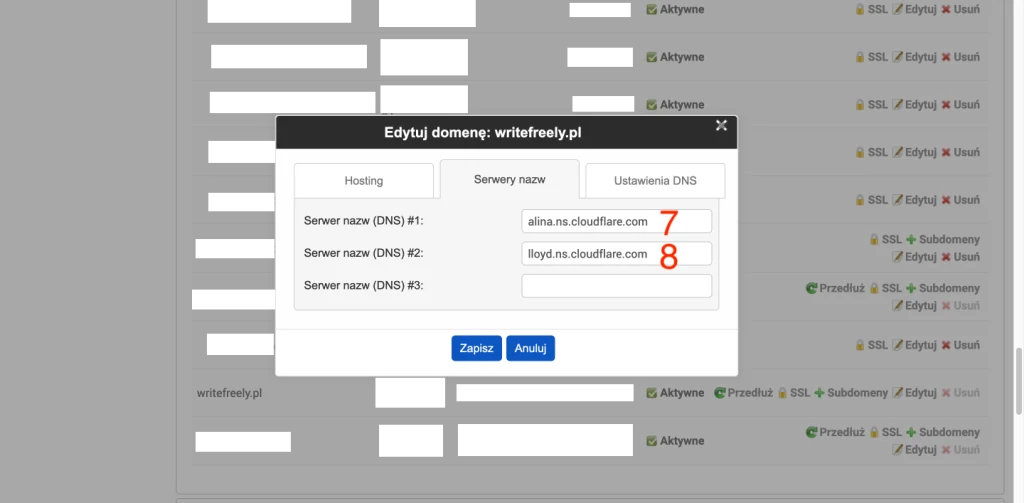 Aktywne SSL Edytuj Usuń
Aktywne SSL Edytuj Usuń
Aktywne SSL Edytuj Usuń
Edytuj domenę: writefreely.pl
SSL Edytuj Usuń
Hosting Serwery nazw Ustawienia DNS
SSL Edytuj Usuń
Serwer nazw (DNS) #1: alina.ns.cloudflare.com 7
SSL Subdomeny
Serwer nazw (DNS) #2: lloyd.ns.cloudflare.com 8
Edytuj Usuń
Serwer nazw (DNS) #3:
Przedłuż SSL Subdomeny
Edytuj Usuń
Zapisz Anuluj
SSL Edytuj Usuń
writefreely.pl Aktywne Przedłuż SSL Subdomeny Edytuj Usuń
Przedłuż SSL Subdomeny
Aktywne
Edytuj Usuń